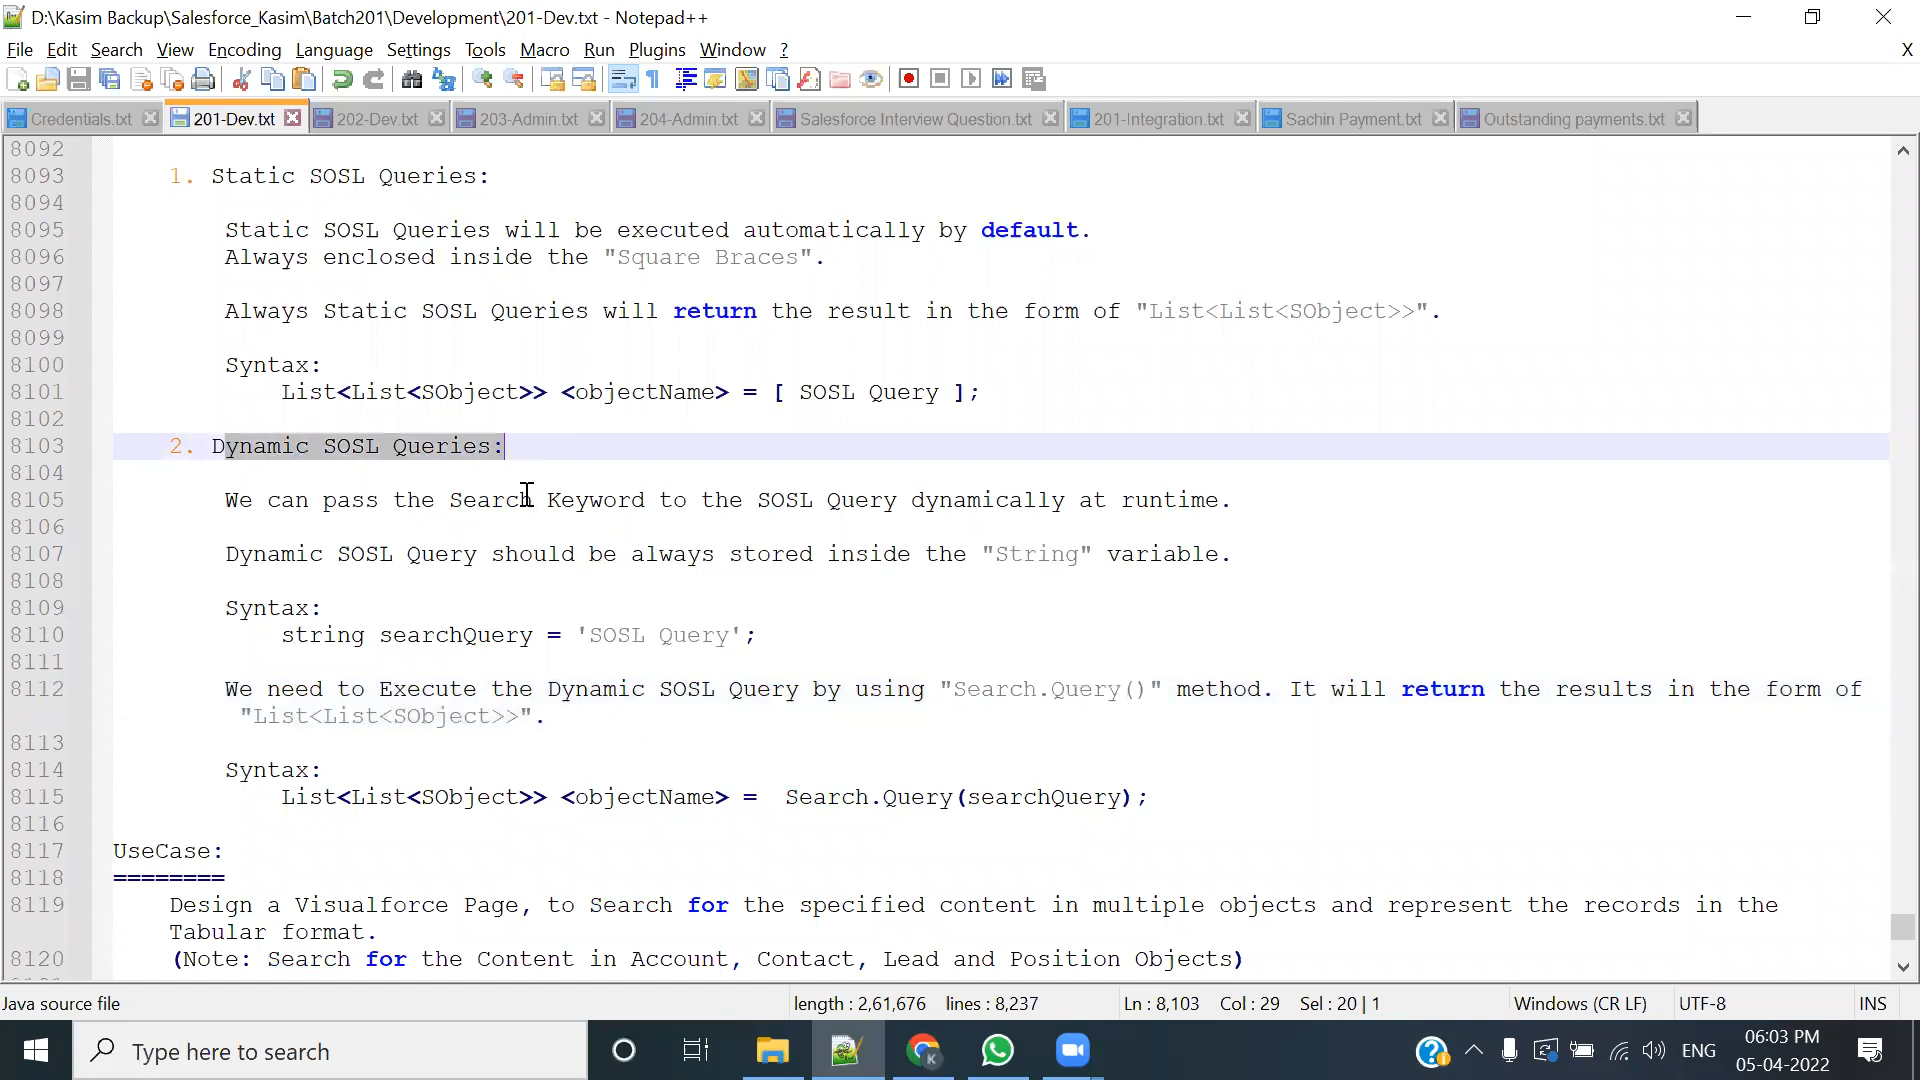 D:\Kasim Backup\Salesforce_Kasim\Batch201\Development\201-Dev.txt - Notepad++
File Edit Search View Encoding Language Settings Tools Macro Run Plugins Window ? X
Credentials.txt 201-Dev.txt 202-Dev.txt 203-Admin.txt 204-Admin.txt Salesforce Interview Question.txt 201-Integration.txt Sachin Payment.txt Outstanding payments.txt
8092
8093 1. Static SOSL Queries:
8094
8095 Static SOSL Queries will be executed automatically by default.
8096 Always enclosed inside the "Square Braces".
8097
8098 Always Static SOSL Queries will return the result in the form of "List<List<SObject>>".
8099
8100 Syntax:
8101 List<List<SObject>> <objectName> = [ SOSL Query ];
8102
8103 2. Dynamic SOSL Queries:
8104
8105 We can pass the Search Keyword to the SOSL Query dynamically at runtime.
8106
8107 Dynamic SOSL Query should be always stored inside the "String" variable.
8108
8109 Syntax:
8110 string searchQuery = 'SOSL Query';
8111
8112 We need to Execute the Dynamic SOSL Query by using "Search.Query()" method. It will return the results in the form of
"List<List<SObject>>".
8113
8114 Syntax:
8115 List<List<SObject>> <objectName> = Search.Query(searchQuery);
8116
8117 UseCase:
8118 ========
8119 Design a Visualforce Page, to Search for the specified content in multiple objects and represent the records in the
Tabular format.
8120 (Note: Search for the Content in Account, Contact, Lead and Position Objects)
Java source file length : 2,61,676 lines : 8,237 Ln : 8,103 Col : 29 Sel : 20 | 1 Windows (CR LF) UTF-8 INS
Type here to search ENG 06:03 PM
05-04-2022